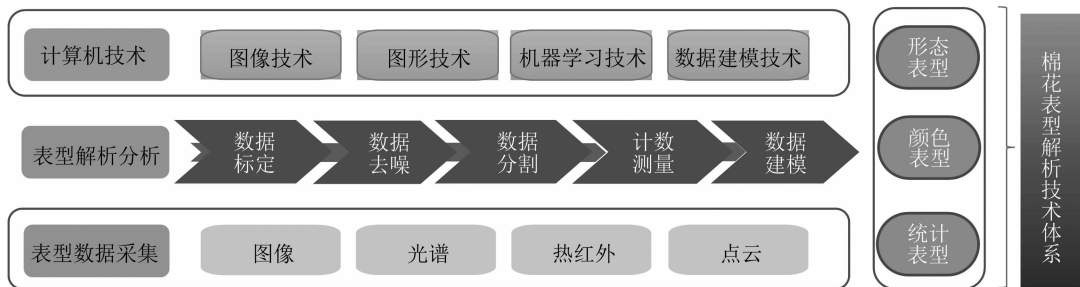 计算机技术
图像技术
图形技术
机器学习技术
数据建模技术
表型解析分析
数据
标定
数据
去噪
数据
分割
计数
测量
数据
建模
表型数据采集
图像
光谱
热红外
点云
形态
表型
颜色
表型
统计
表型
棉花表型解析技术体系